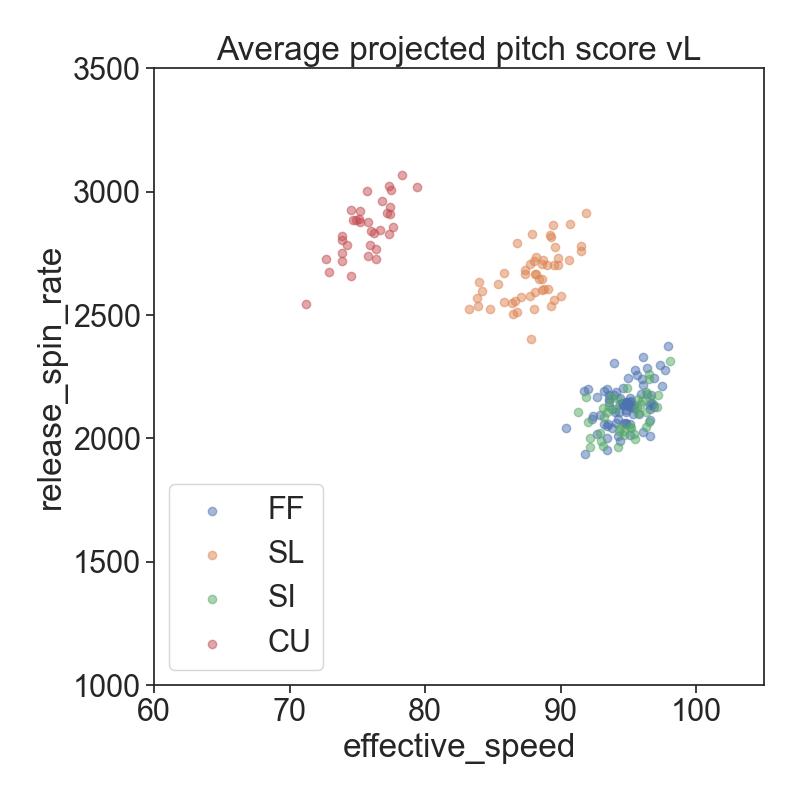 Average projected pitch score vL
3500
3000
2500
2000
1500
1000
release_spin_rate
FF
SL
SI
CU
60
70
80
90
100
effective_speed